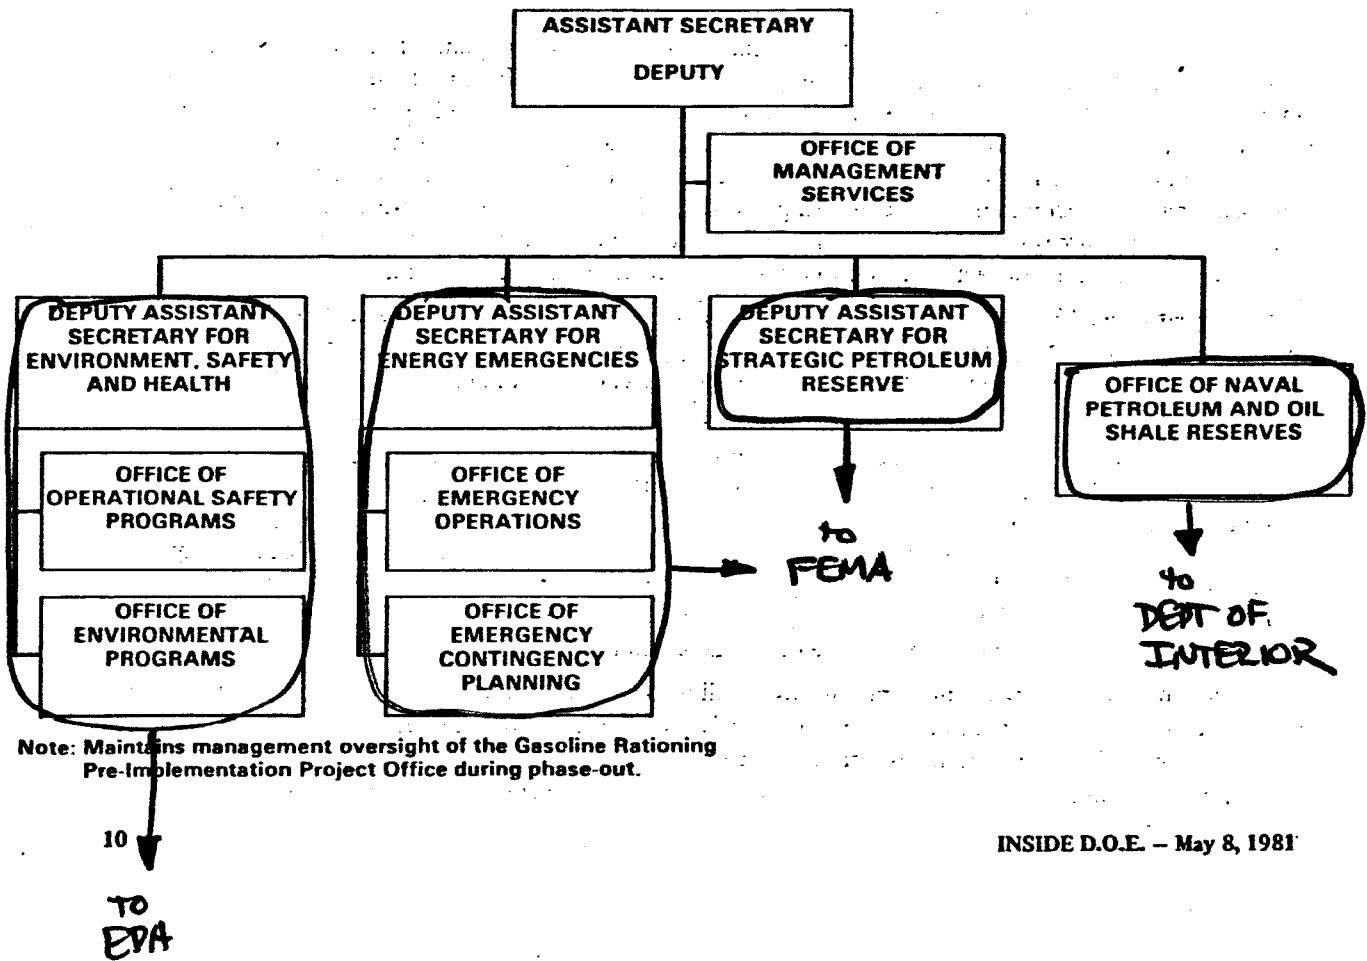 ASSISTANT SECRETARY
DEPUTY
OFFICE OF
MANAGEMENT
SERVICES
DEPUTY ASSISTANT
SECRETARY FOR
ENVIRONMENT, SAFETY
AND HEALTH
OFFICE OF
OPERATIONAL SAFETY
PROGRAMS
OFFICE OF
ENVIRONMENTAL
PROGRAMS
DEPUTY ASSISTANT
SECRETARY FOR
ENERGY EMERGENCIES
OFFICE OF
EMERGENCY
OPERATIONS
OFFICE OF
EMERGENCY
CONTINGENCY
PLANNING
DEPUTY ASSISTANT
SECRETARY FOR
STRATEGIC PETROLEUM
RESERVE
to
FEMA
OFFICE OF NAVAL
PETROLEUM AND OIL
SHALE RESERVES
to
DEPT OF
INTERIOR
Note: Maintains management oversight of the Gasoline Rationing
Pre-Implementation Project Office during phase-out.
10
INSIDE D.O.E. – May 8, 1981
TO
EPA